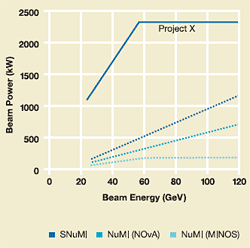 2500
Project X
2000
1500
1000
500
0
Beam Power (kW)
0 20 40 60 80 100 120
Beam Energy (GeV)
SNuMI NuMI (NOvA) NuMI (MINOS)